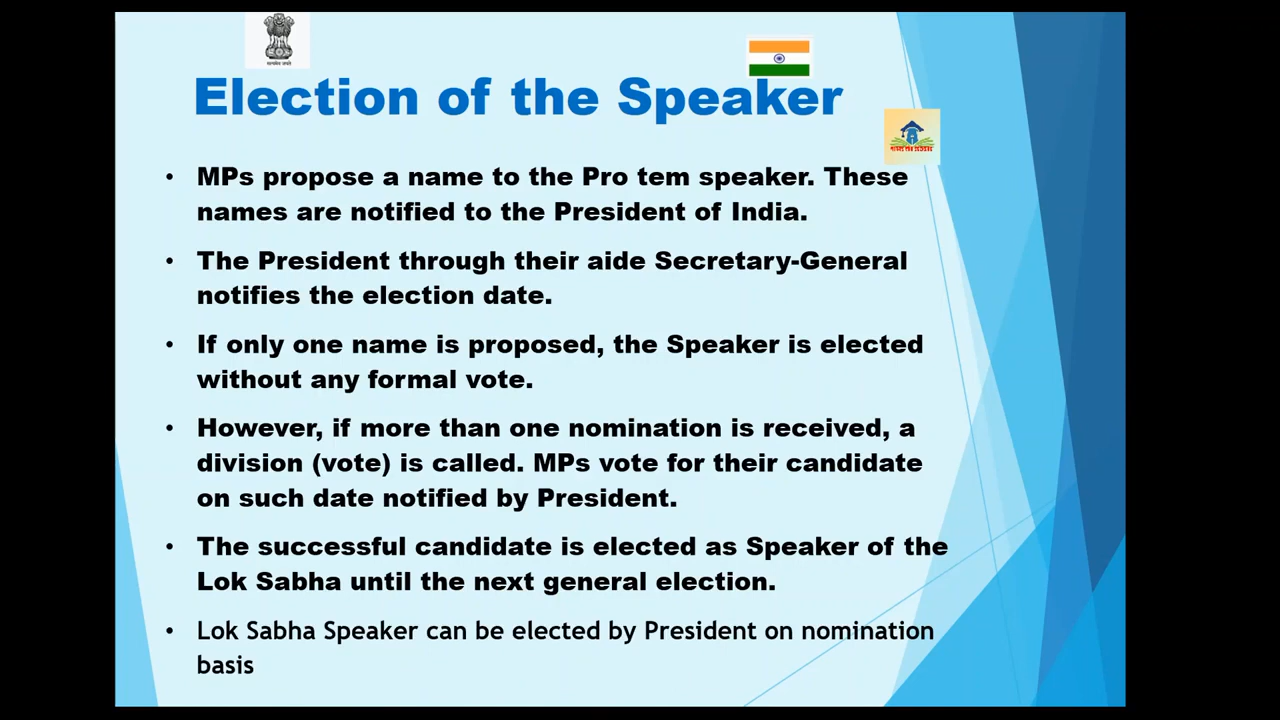 सत्यमेव जयते
Election of the Speaker
• MPs propose a name to the Pro tem speaker. These
names are notified to the President of India.
• The President through their aide Secretary-General
notifies the election date.
• If only one name is proposed, the Speaker is elected
without any formal vote.
• However, if more than one nomination is received, a
division (vote) is called. MPs vote for their candidate
on such date notified by President.
• The successful candidate is elected as Speaker of the
Lok Sabha until the next general election.
• Lok Sabha Speaker can be elected by President on nomination
basis